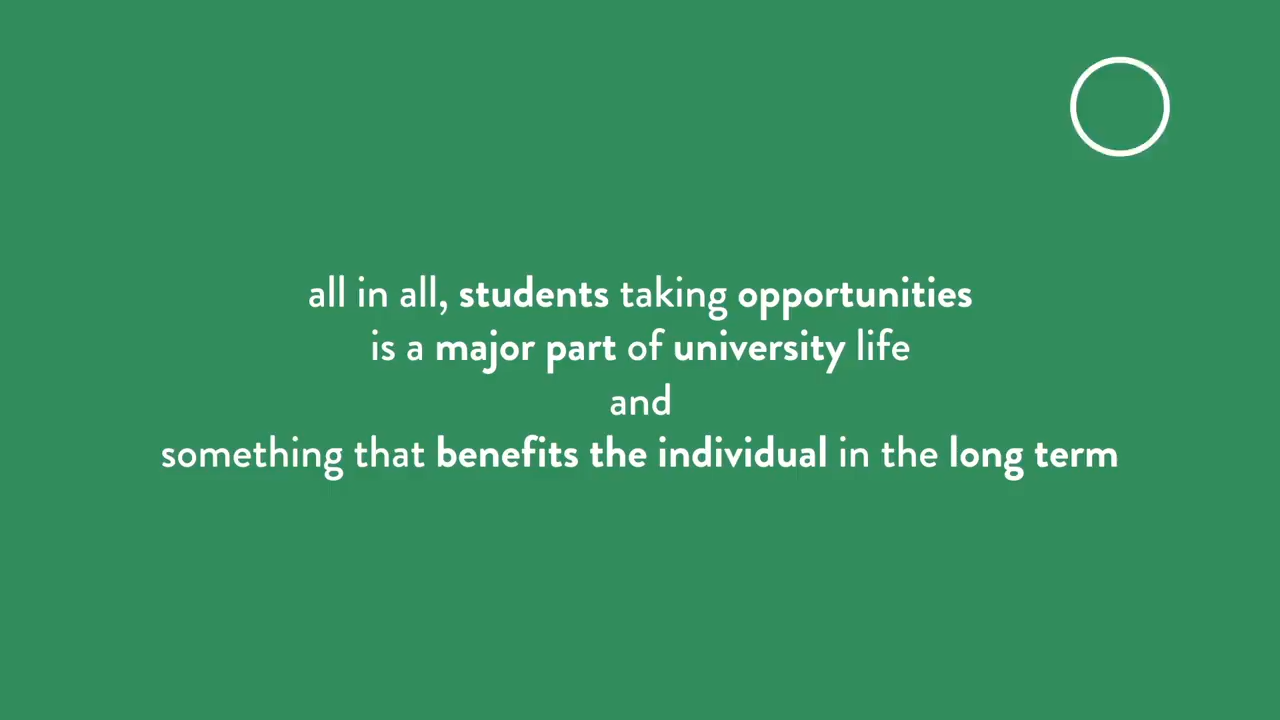 all in all, students taking opportunities
is a major part of university life
and
something that benefits the individual in the long term